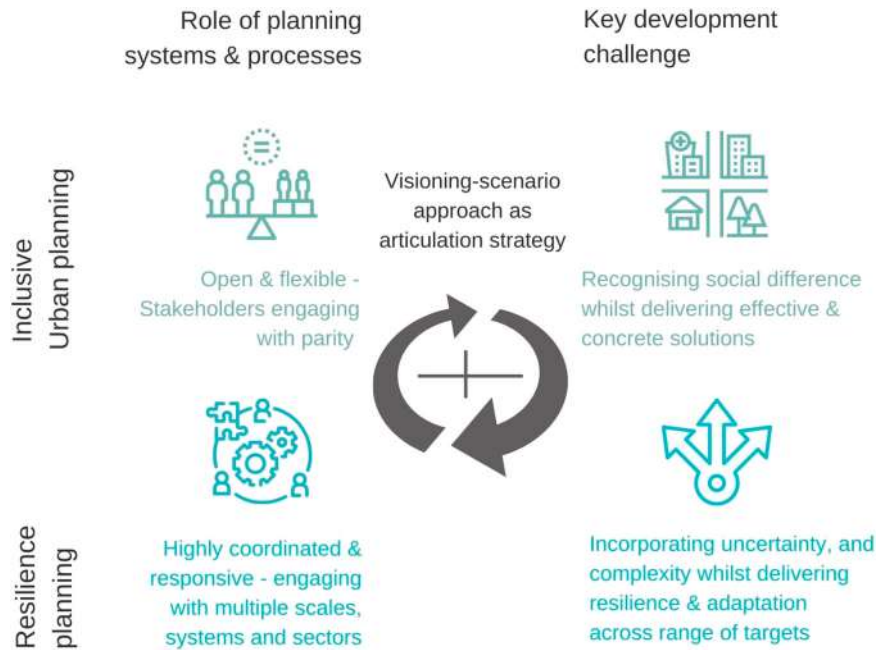 Role of planning
systems & processes
Key development
challenge
Inclusive
Urban planning
=
Open & flexible -
Stakeholders engaging
with parity
Visioning-scenario
approach as
articulation strategy
Recognising social difference
whilst delivering effective &
concrete solutions
Resilience
planning
Highly coordinated &
responsive - engaging
with multiple scales,
systems and sectors
Incorporating uncertainty, and
complexity whilst delivering
resilience & adaptation
across range of targets